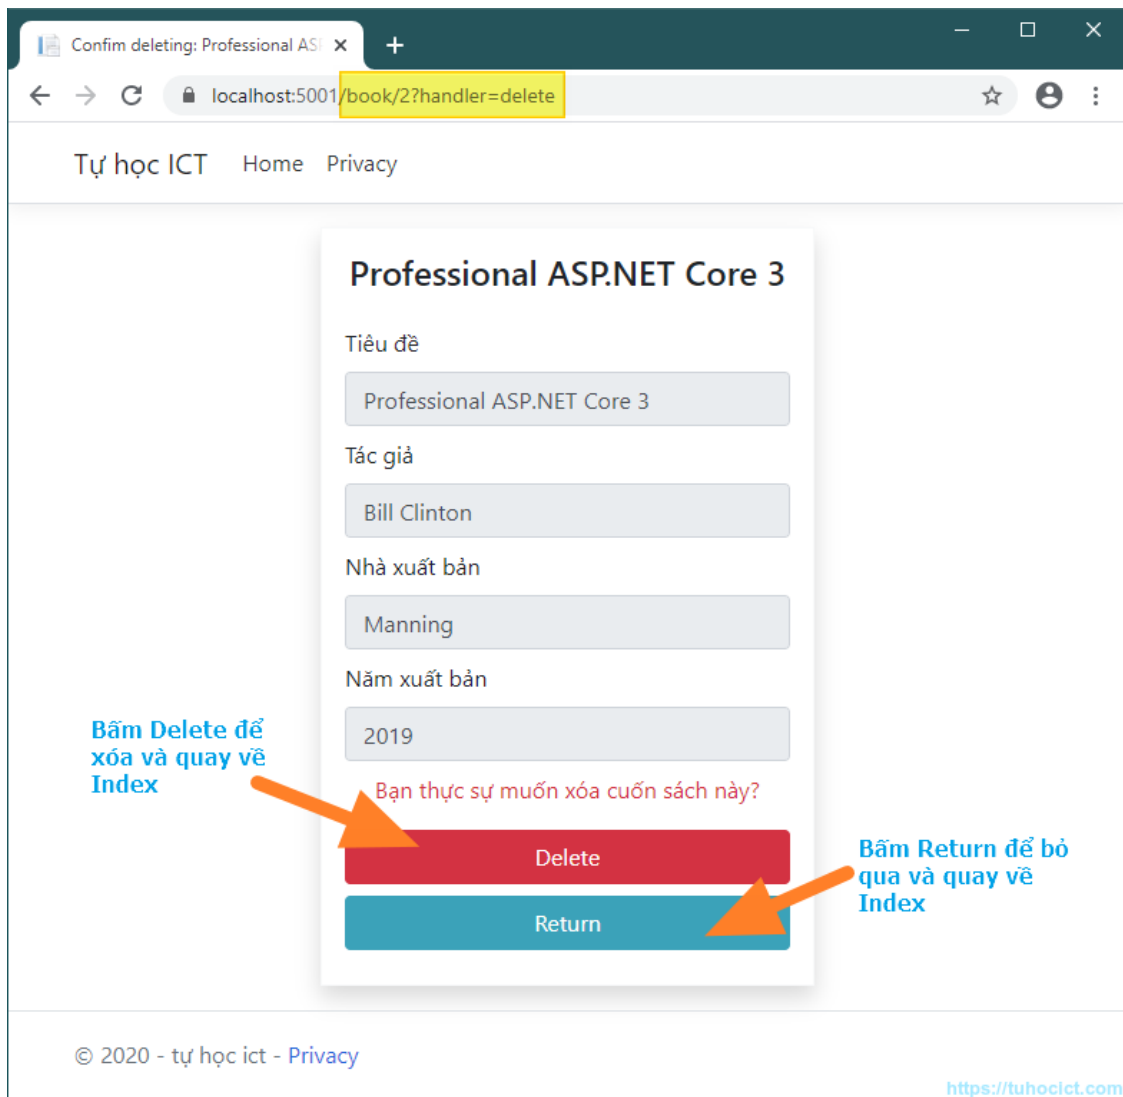 Confim deleting: Professional AS
localhost:5001/book/2?handler=delete
Tự học ICT Home Privacy
Professional ASP.NET Core 3
Tiêu đề
Professional ASP.NET Core 3
Tác giả
Bill Clinton
Nhà xuất bản
Manning
Năm xuất bản
2019
Bấm Delete để
xóa và quay về
Index
Bạn thực sự muốn xóa cuốn sách này?
Delete
Bấm Return để bỏ
qua và quay về
Index
Return
© 2020 - tự học ict - Privacy
https://tuhocict.com